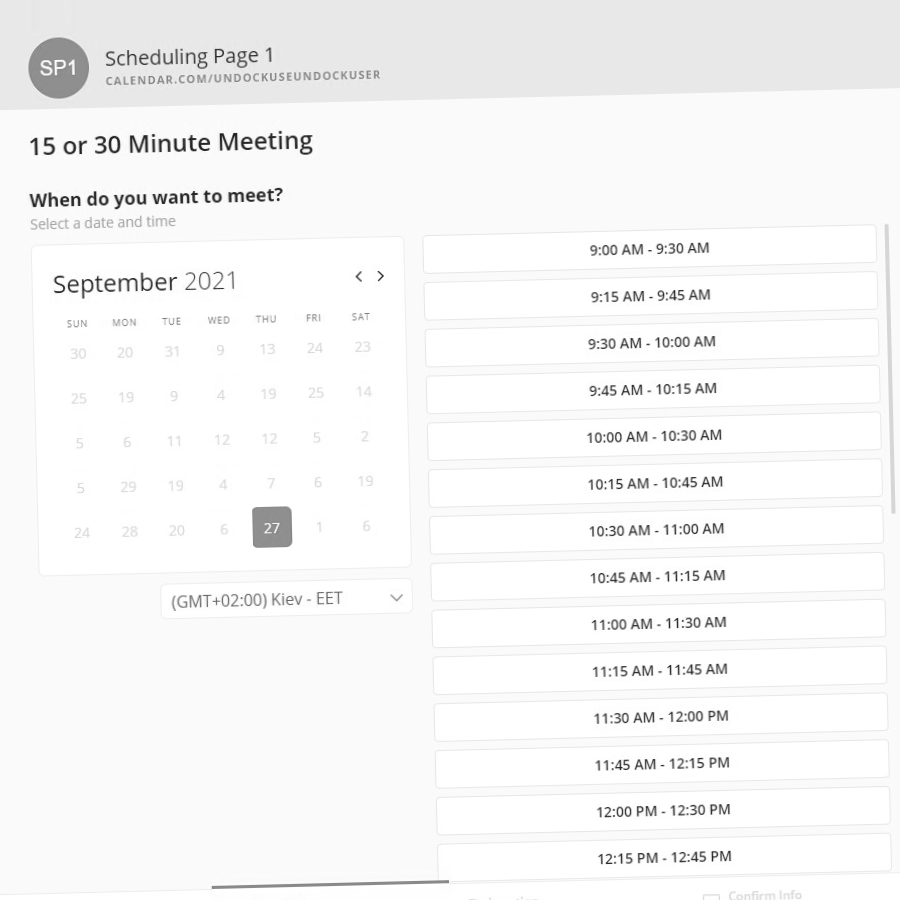 SP1
Scheduling Page 1
CALENDAR.COM/UNDOCKUSEUNDOCKUSER
15 or 30 Minute Meeting
When do you want to meet?
Select a date and time
September 2021
SUN MON TUE WED THU FRI SAT
30 20 31 9 13 24 23
25 19 9 4 19 25 14
5 6 11 12 12 5 2
5 29 19 4 7 6 19
24 28 20 6 27 1 6
(GMT+02:00) Kiev - EET
9:00 AM - 9:30 AM
9:15 AM - 9:45 AM
9:30 AM - 10:00 AM
9:45 AM - 10:15 AM
10:00 AM - 10:30 AM
10:15 AM - 10:45 AM
10:30 AM - 11:00 AM
10:45 AM - 11:15 AM
11:00 AM - 11:30 AM
11:15 AM - 11:45 AM
11:30 AM - 12:00 PM
11:45 AM - 12:15 PM
12:00 PM - 12:30 PM
12:15 PM - 12:45 PM
Confirm Info